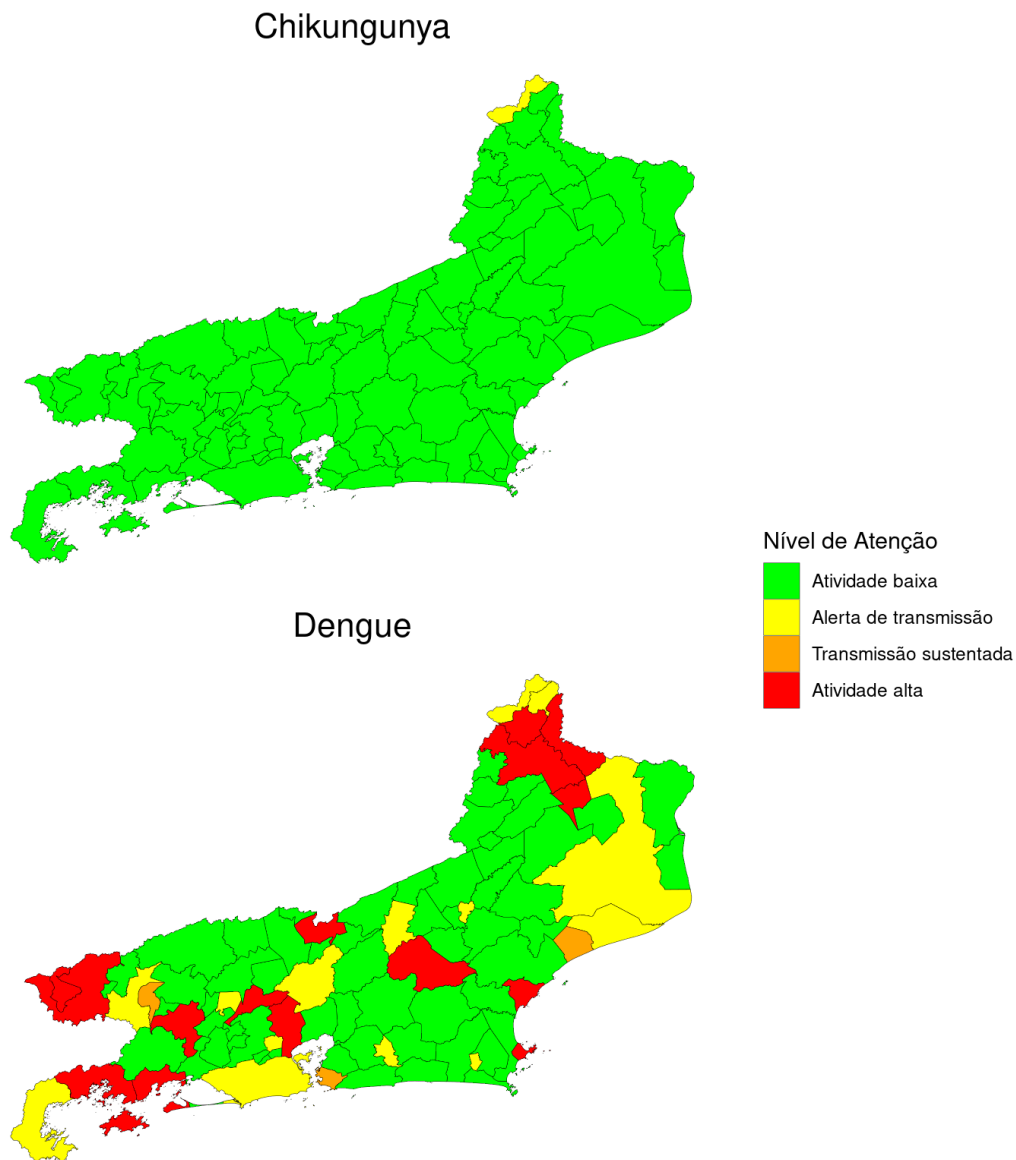 Chikungunya
Nível de Atenção
Atividade baixa
Alerta de transmissão
Transmissão sustentada
Atividade alta
Dengue